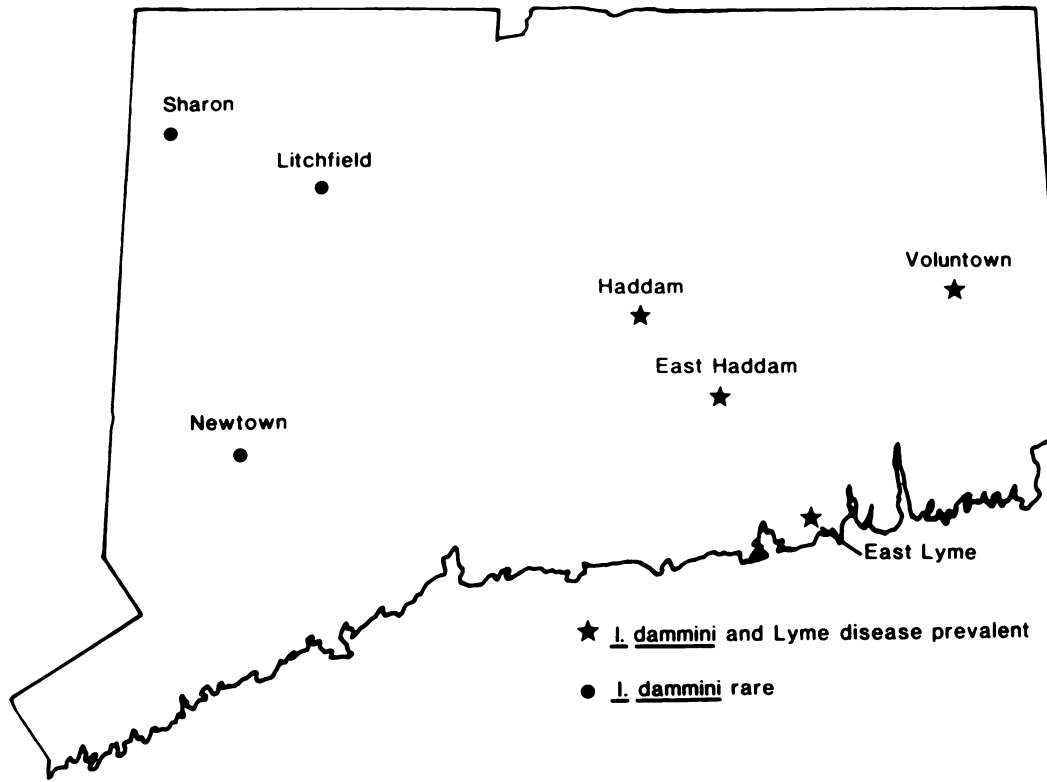 Sharon
Litchfield
Voluntown
Haddam
East Haddam
Newtown
East Lyme
★ I. dammini and Lyme disease prevalent
● I. dammini rare